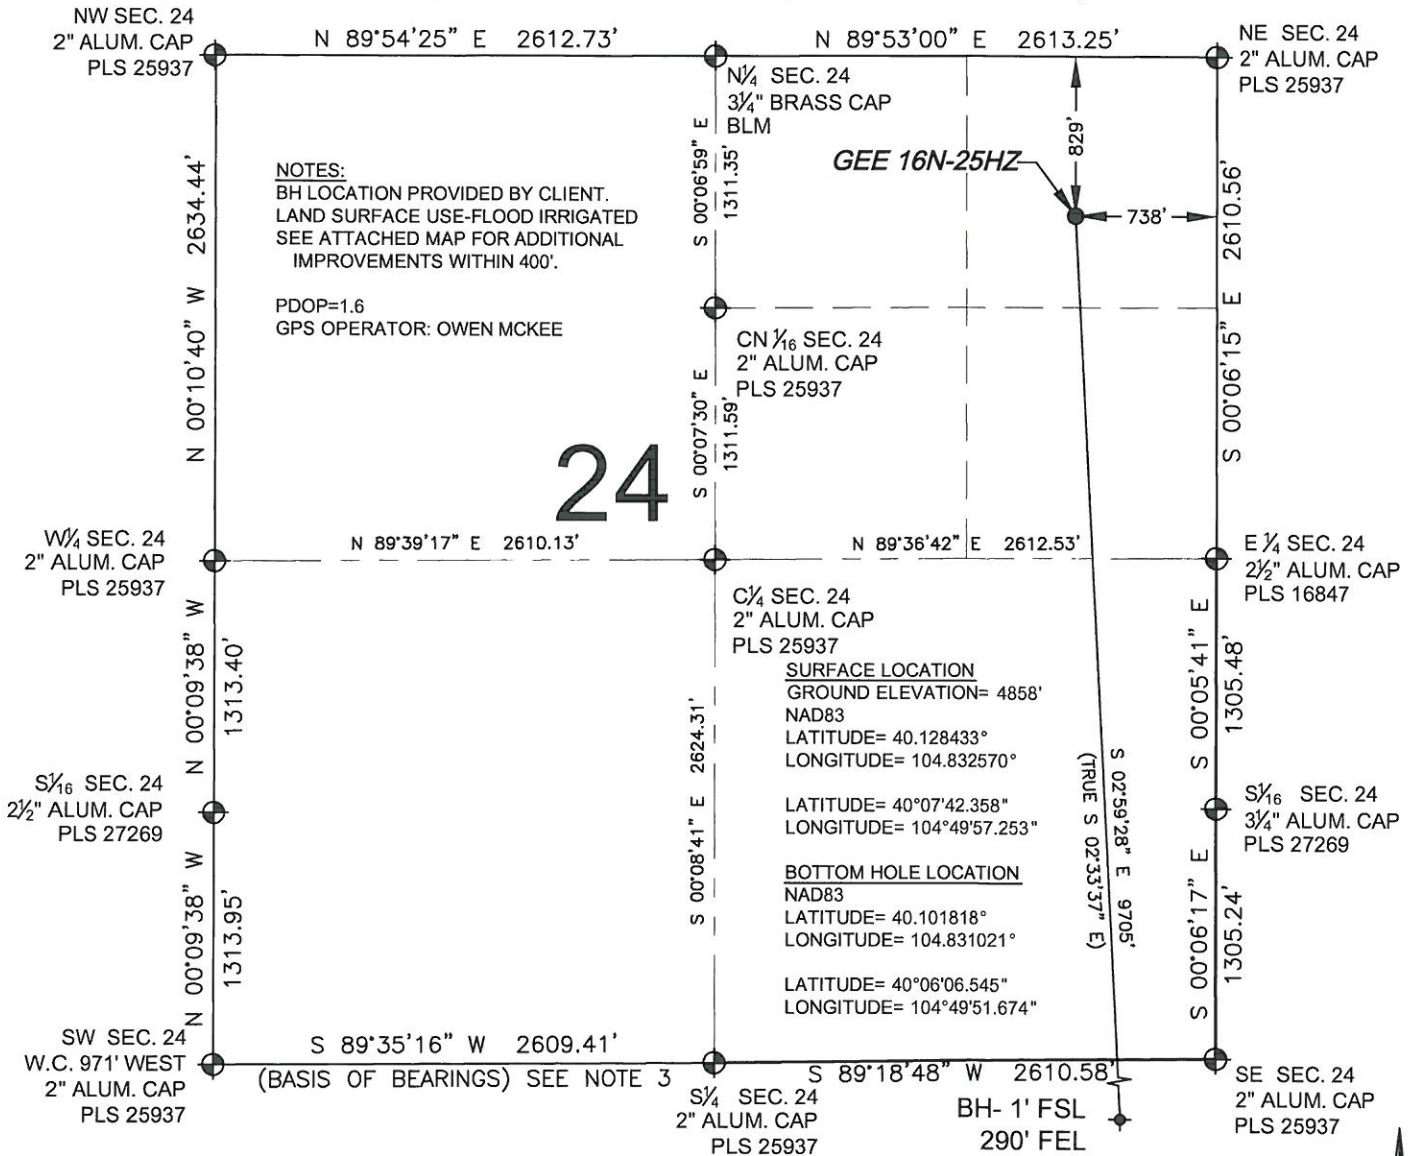 NW SEC. 24
2" ALUM. CAP
PLS 25937
N 89°54'25" E 2612.73'
N 89°53'00" E 2613.25'
NE SEC. 24
2" ALUM. CAP
PLS 25937
N¼ SEC. 24
3¼" BRASS CAP
BLM
829'
GEE 16N-25HZ
738'
N 00°10'40" W 2634.44'
NOTES:
BH LOCATION PROVIDED BY CLIENT.
LAND SURFACE USE-FLOOD IRRIGATED
SEE ATTACHED MAP FOR ADDITIONAL
IMPROVEMENTS WITHIN 400'.
PDOP=1.6
GPS OPERATOR: OWEN MCKEE
S 00°06'59" E
1311.35'
S 00°06'15" E 2610.56'
CN 1/16 SEC. 24
2" ALUM. CAP
PLS 25937
S 00°07'30" E
1311.59'
24
W¼ SEC. 24
2" ALUM. CAP
PLS 25937
N 89°39'17" E 2610.13'
N 89°36'42" E 2612.53'
E ¼ SEC. 24
2½" ALUM. CAP
PLS 16847
C¼ SEC. 24
2" ALUM. CAP
PLS 25937
N 00°09'38" W
1313.40'
S 00°08'41" E 2624.31'
SURFACE LOCATION
GROUND ELEVATION= 4858'
NAD83
LATITUDE= 40.128433°
LONGITUDE= 104.832570°
LATITUDE= 40°07'42.358"
LONGITUDE= 104°49'57.253"
BOTTOM HOLE LOCATION
NAD83
LATITUDE= 40.101818°
LONGITUDE= 104.831021°
LATITUDE= 40°06'06.545"
LONGITUDE= 104°49'51.674"
S 02°59'28" E 9705'
(TRUE S 02°33'37" E)
S 00°05'41" E
1305.48'
S1/16 SEC. 24
2½" ALUM. CAP
PLS 27269
S1/16 SEC. 24
3¼" ALUM. CAP
PLS 27269
N 00°09'38" W
1313.95'
S 00°06'17" E
1305.24'
SW SEC. 24
W.C. 971' WEST
2" ALUM. CAP
PLS 25937
S 89°35'16" W 2609.41'
(BASIS OF BEARINGS) SEE NOTE 3
S¼ SEC. 24
2" ALUM. CAP
PLS 25937
S 89°18'48" W 2610.58'
BH- 1' FSL
290' FEL
SE SEC. 24
2" ALUM. CAP
PLS 25937